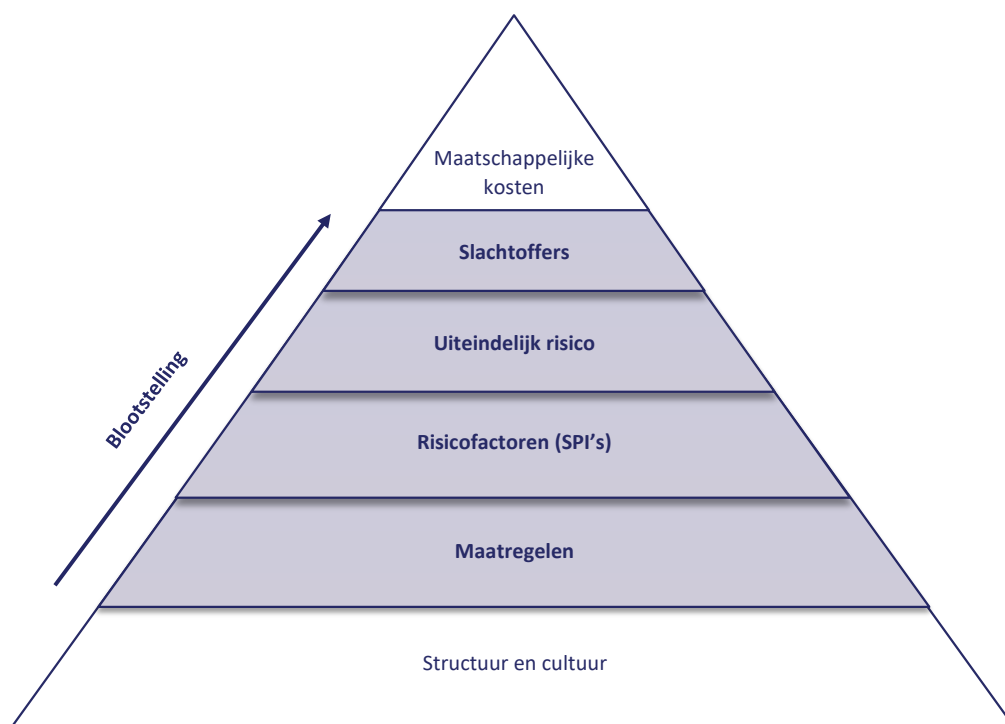 Maatschappelijke
kosten
Slachtoffers
Uiteindelijk risico
Blootstelling
Risicofactoren (SPI's)
Maatregelen
Structuur en cultuur